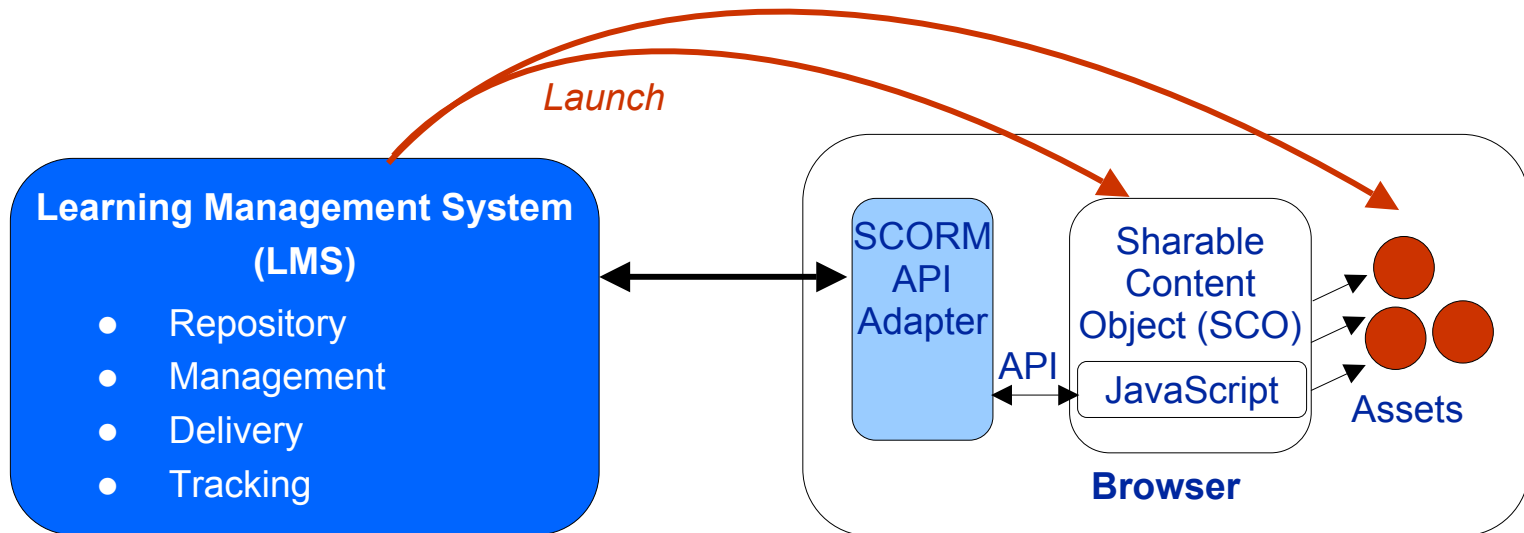 Launch
Learning Management System
(LMS)
● Repository
● Management
● Delivery
● Tracking
SCORM
API
Adapter
API
Sharable
Content
Object (SCO)
JavaScript
Assets
Browser